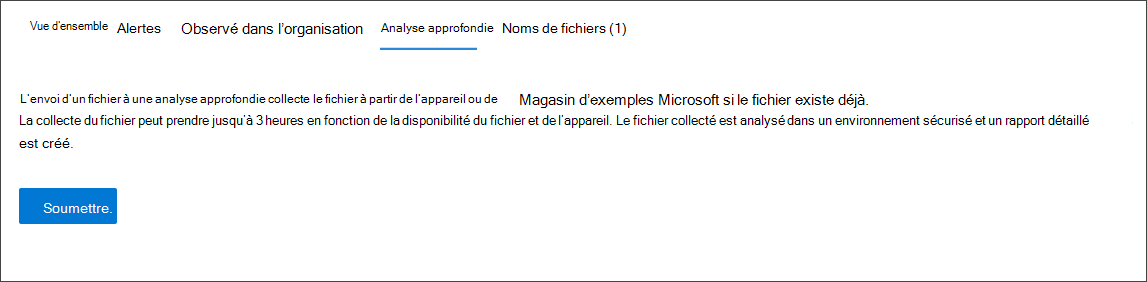 Vue d'ensemble Alertes Observé dans l'organisation Analyse approfondie Noms de fichiers (1)
L'envoi d'un fichier à une analyse approfondie collecte le fichier à partir de l'appareil ou de Magasin d'exemples Microsoft si le fichier existe déjà.
La collecte du fichier peut prendre jusqu'à 3 heures en fonction de la disponibilité du fichier et de l'appareil. Le fichier collecté est analysé dans un environnement sécurisé et un rapport détaillé
est créé.
Soumettre.